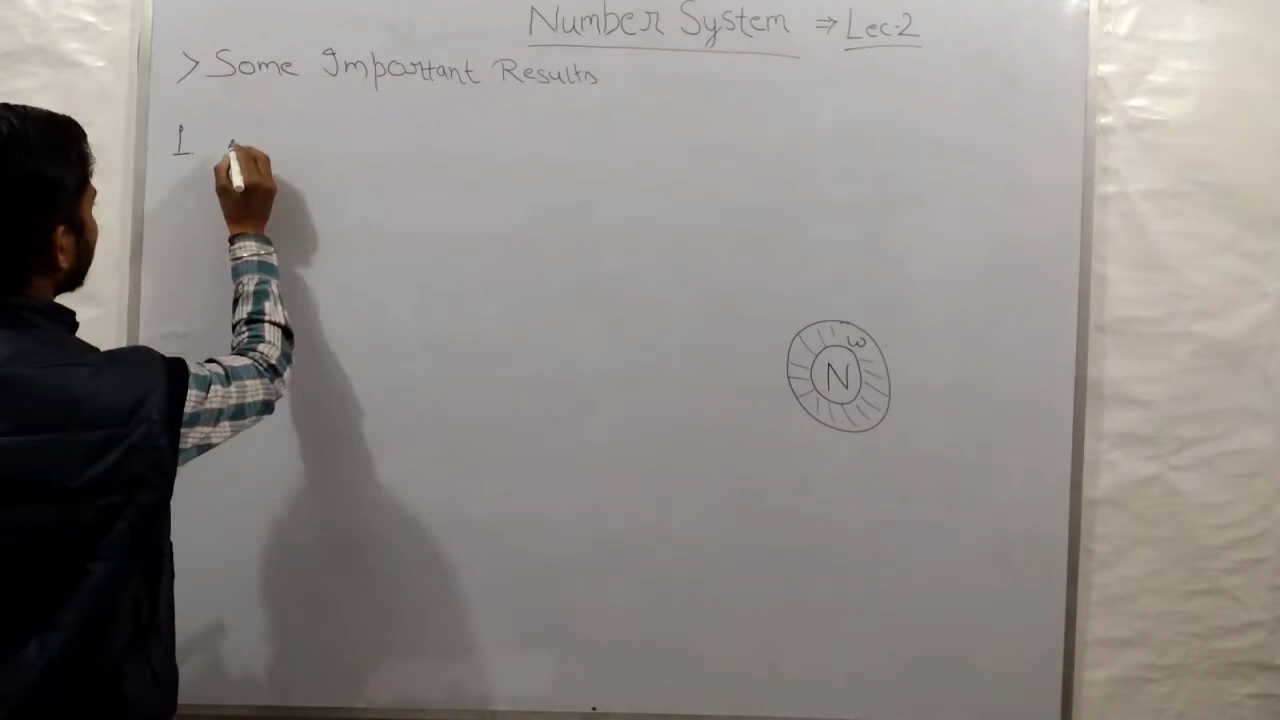 Number System ⇒ Lec-2
> Some Important Results
1.
ω
N